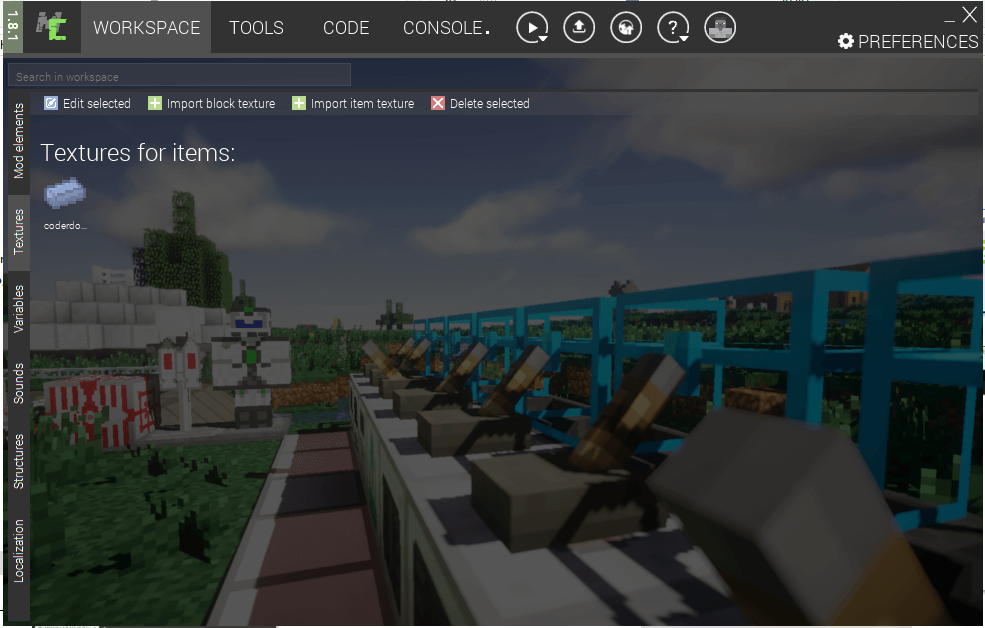 1.8.1
WORKSPACE TOOLS CODE CONSOLE. ?
PREFERENCES
Search in workspace
Edit selected Import block texture Import item texture Delete selected
Mod elements
Textures for items:
coderdo...
Textures
Variables
Sounds
Structures
Localization